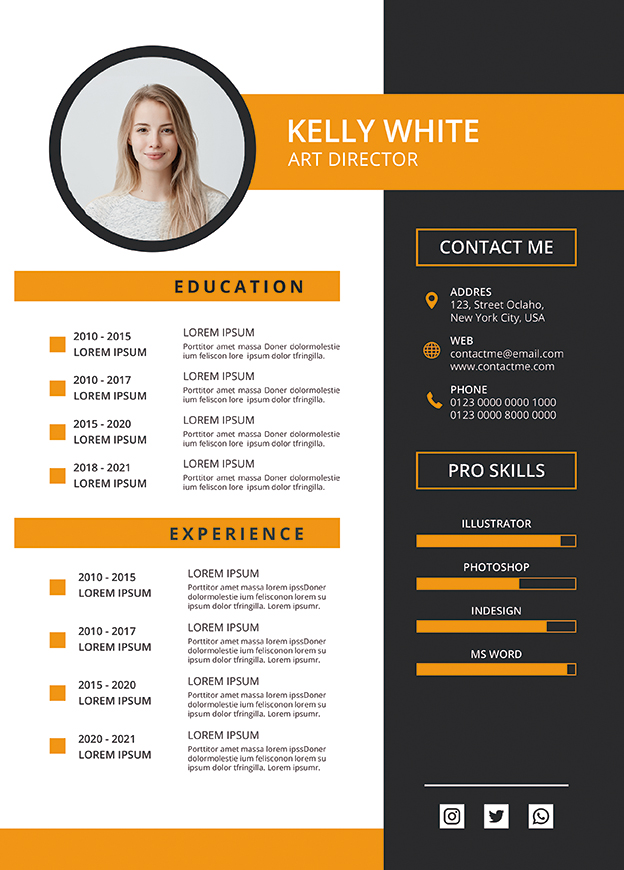 KELLY WHITE
ART DIRECTOR
EDUCATION
2010 - 2015
LOREM IPSUM
LOREM IPSUM
Porttitor amet massa Doner dolormolestie
ium feliscon lore  ipsum dolor tfringilla.
2010 - 2017
LOREM IPSUM
LOREM IPSUM
Porttitor amet massa Doner dolormolestie
ium feliscon lore  ipsum dolor tfringilla.
2015 - 2020
LOREM IPSUM
LOREM IPSUM
Porttitor amet massa Doner dolormolestie
ium feliscon lore  ipsum dolor tfringilla.
2018 - 2021
LOREM IPSUM
LOREM IPSUM
Porttitor amet massa Doner dolormolestie
ium feliscon lore  ipsum dolor tfringilla.
EXPERIENCE
2010 - 2015
LOREM IPSUM
LOREM IPSUM
Porttitor amet massa lorem ipssDoner
dolormolestie ium felisconon lorem su
ipsum dolor tfringilla. Lorem ipsumr.
2010 - 2017
LOREM IPSUM
LOREM IPSUM
Porttitor amet massa lorem ipssDoner
dolormolestie ium felisconon lorem su
ipsum dolor tfringilla. Lorem ipsumr.
2015 - 2020
LOREM IPSUM
LOREM IPSUM
Porttitor amet massa lorem ipssDoner
dolormolestie ium felisconon lorem su
ipsum dolor tfringilla. Lorem ipsumr.
2020 - 2021
LOREM IPSUM
LOREM IPSUM
Porttitor amet massa lorem ipssDoner
dolormolestie ium felisconon lorem su
ipsum dolor tfringilla. Lorem ipsumr.
CONTACT ME
ADDRES
123, Street Oclaho,
New York City, USA
WEB
contactme@email.com
www.contactme.com
PHONE
0123 0000 0000 1000
0123 0000 8000 0000
PRO SKILLS
ILLUSTRATOR
PHOTOSHOP
INDESIGN
MS WORD